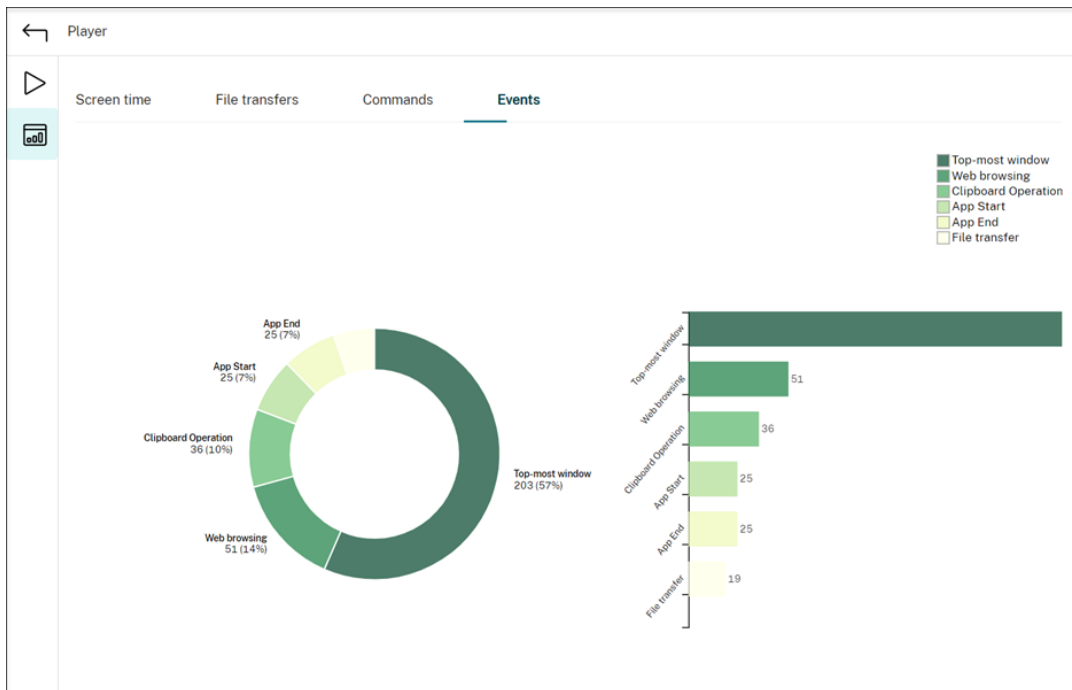 Player
Screen time
File transfers
Commands
Events
Top-most window
Web browsing
Clipboard Operation
App Start
App End
File transfer
App End
25 (7%)
App Start
25 (7%)
Clipboard Operation
36 (10%)
Web browsing
51 (14%)
Top-most window
203 (57%)
Top-most window
Web browsing
51
Clipboard Operation
36
App Start
25
App End
25
File transfer
19